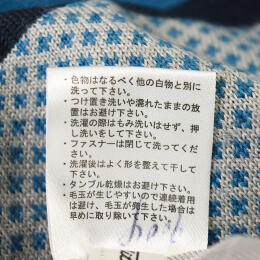 ・色物はなるべく他の白物と別に
洗って下さい。
・つけ置き洗いや濡れたままの放
置はお避け下さい。
・洗濯の際はもみ洗いはせず、押
し洗いをして下さい。
・ファスナーは閉じて洗ってくだ
さい。
・洗濯後はよく形を整えて干して
下さい。
・タンブル乾燥はお避け下さい。
・毛玉が生じやすいので連続着用
は避け、毛玉が発生した場合は
早めに取り除いて下さい。